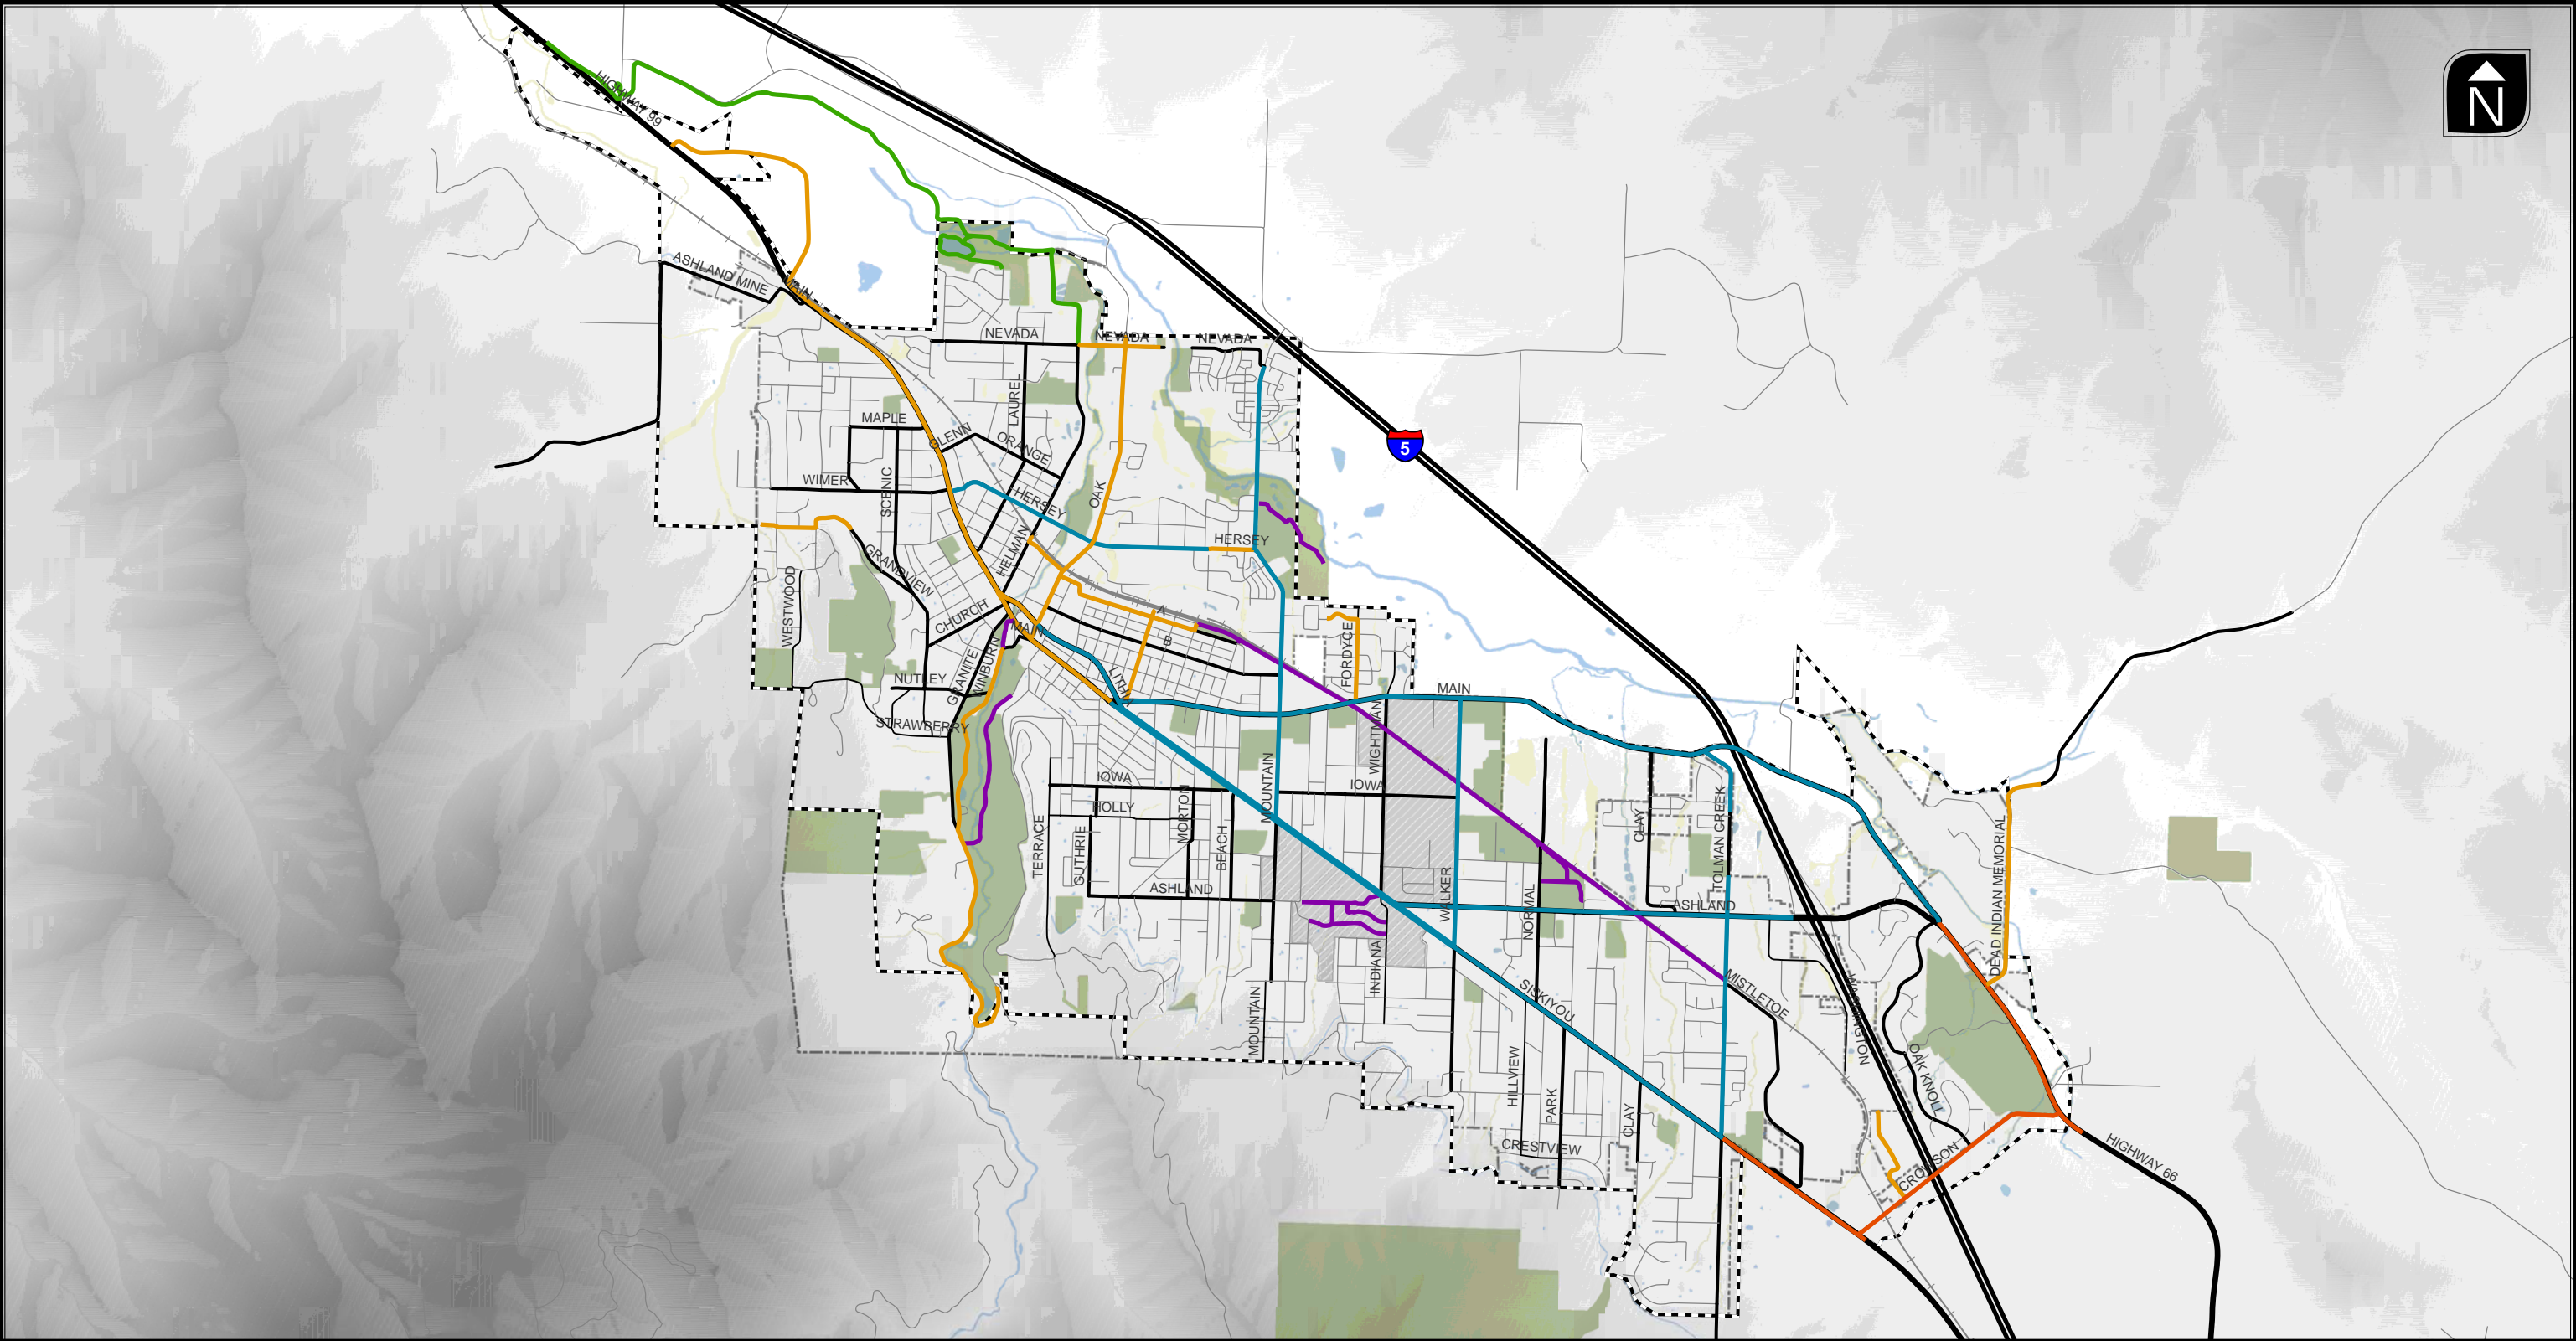 HIGHWAY 99
N
ASHLAND MINE
MAIN
NEVADA
NEVADA
NEVADA
LAUREL
MAPLE
GLENN
ORANGE
5
WIMER
SCENIC
HERSEY
OAK
HERSEY
HELMAN
GRANDVIEW
WESTWOOD
CHURCH
MAIN
A
B
FORDYCE
GRANITE
WINBURN
NUTLEY
LITHIA
MAIN
STRAWBERRY
WIGHTMAN
IOWA
IOWA
HOLLY
MORTON
MOUNTAIN
BEACH
TERRACE
GUTHRIE
CLAY
TOLMAN CREEK
DEAD INDIAN MEMORIAL
ASHLAND
WALKER
NORMAL
ASHLAND
INDIANA
MOUNTAIN
SISKIYOU
MISTLETOE
WASHINGTON
OAK KNOLL
HILLVIEW
PARK
CLAY
CRESTVIEW
CROWSON
HIGHWAY 66